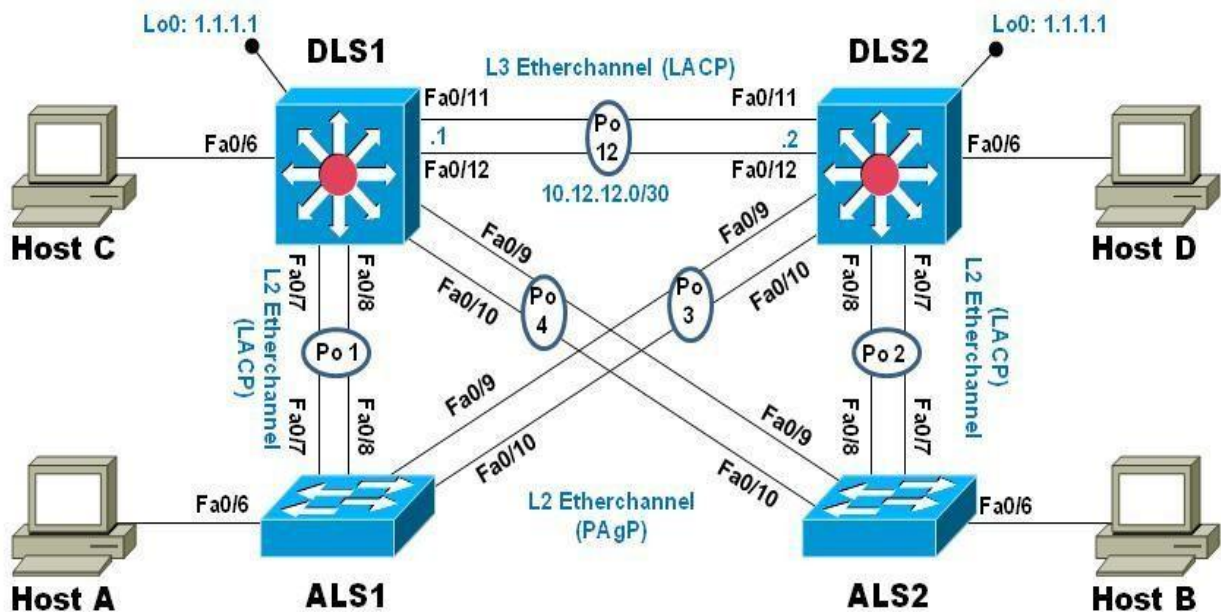 Lo0: 1.1.1.1
Lo0: 1.1.1.1
DLS1
DLS2
L3 Etherchannel (LACP)
Fa0/11
Fa0/11
Fa0/6
.1
Po
12
.2
Fa0/6
Fa0/12
Fa0/12
10.12.12.0/30
Host C
Host D
Fa0/9
Fa0/9
Fa0/7
Fa0/8
Fa0/10
Fa0/10
Fa0/8
Fa0/7
L2 Etherchannel
(LACP)
Po
4
Po
3
L2 Etherchannel
(LACP)
Po 1
Po 2
Fa0/7
Fa0/8
Fa0/9
Fa0/9
Fa0/8
Fa0/7
Fa0/10
Fa0/10
L2 Etherchannel
(PAgP)
Fa0/6
Fa0/6
Host A
ALS1
ALS2
Host B